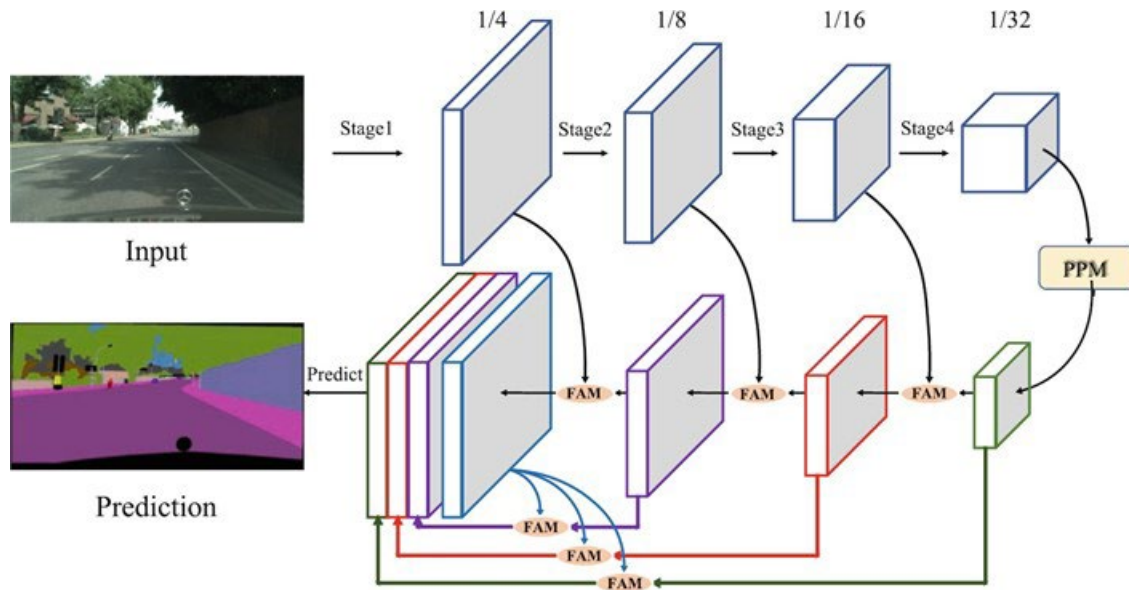 1/4 1/8 1/16 1/32
Stage1 Stage2 Stage3 Stage4
Input
PPM
Predict
FAM FAM FAM
Prediction
FAM
FAM
FAM